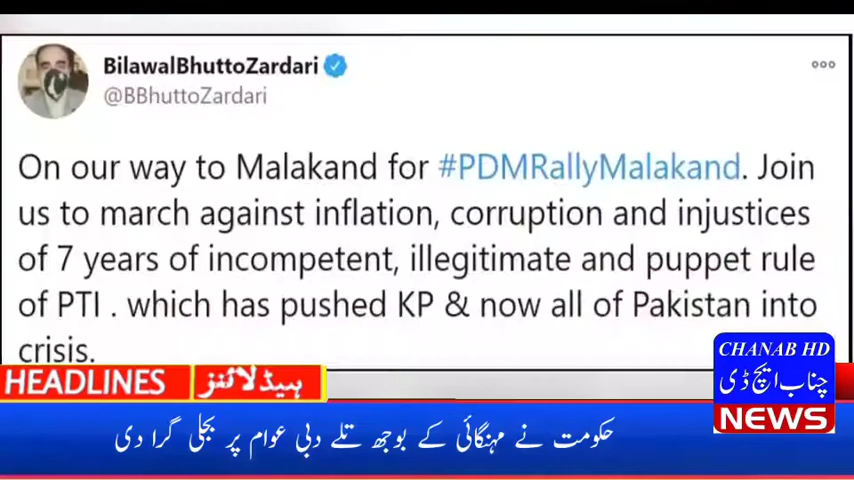 BilawalBhuttoZardari
@BBhuttoZardari
On our way to Malakand for #PDMRallyMalakand. Join
us to march against inflation, corruption and injustices
of 7 years of incompetent, illegitimate and puppet rule
of PTI . which has pushed KP & now all of Pakistan into
crisis.
CHANAB HD
چناب ایچ ڈی
NEWS
HEADLINES ہیڈلائنز
حکومت نے مہنگائی کے بوجھ تلے دبی عوام پر بجلی گرا دی